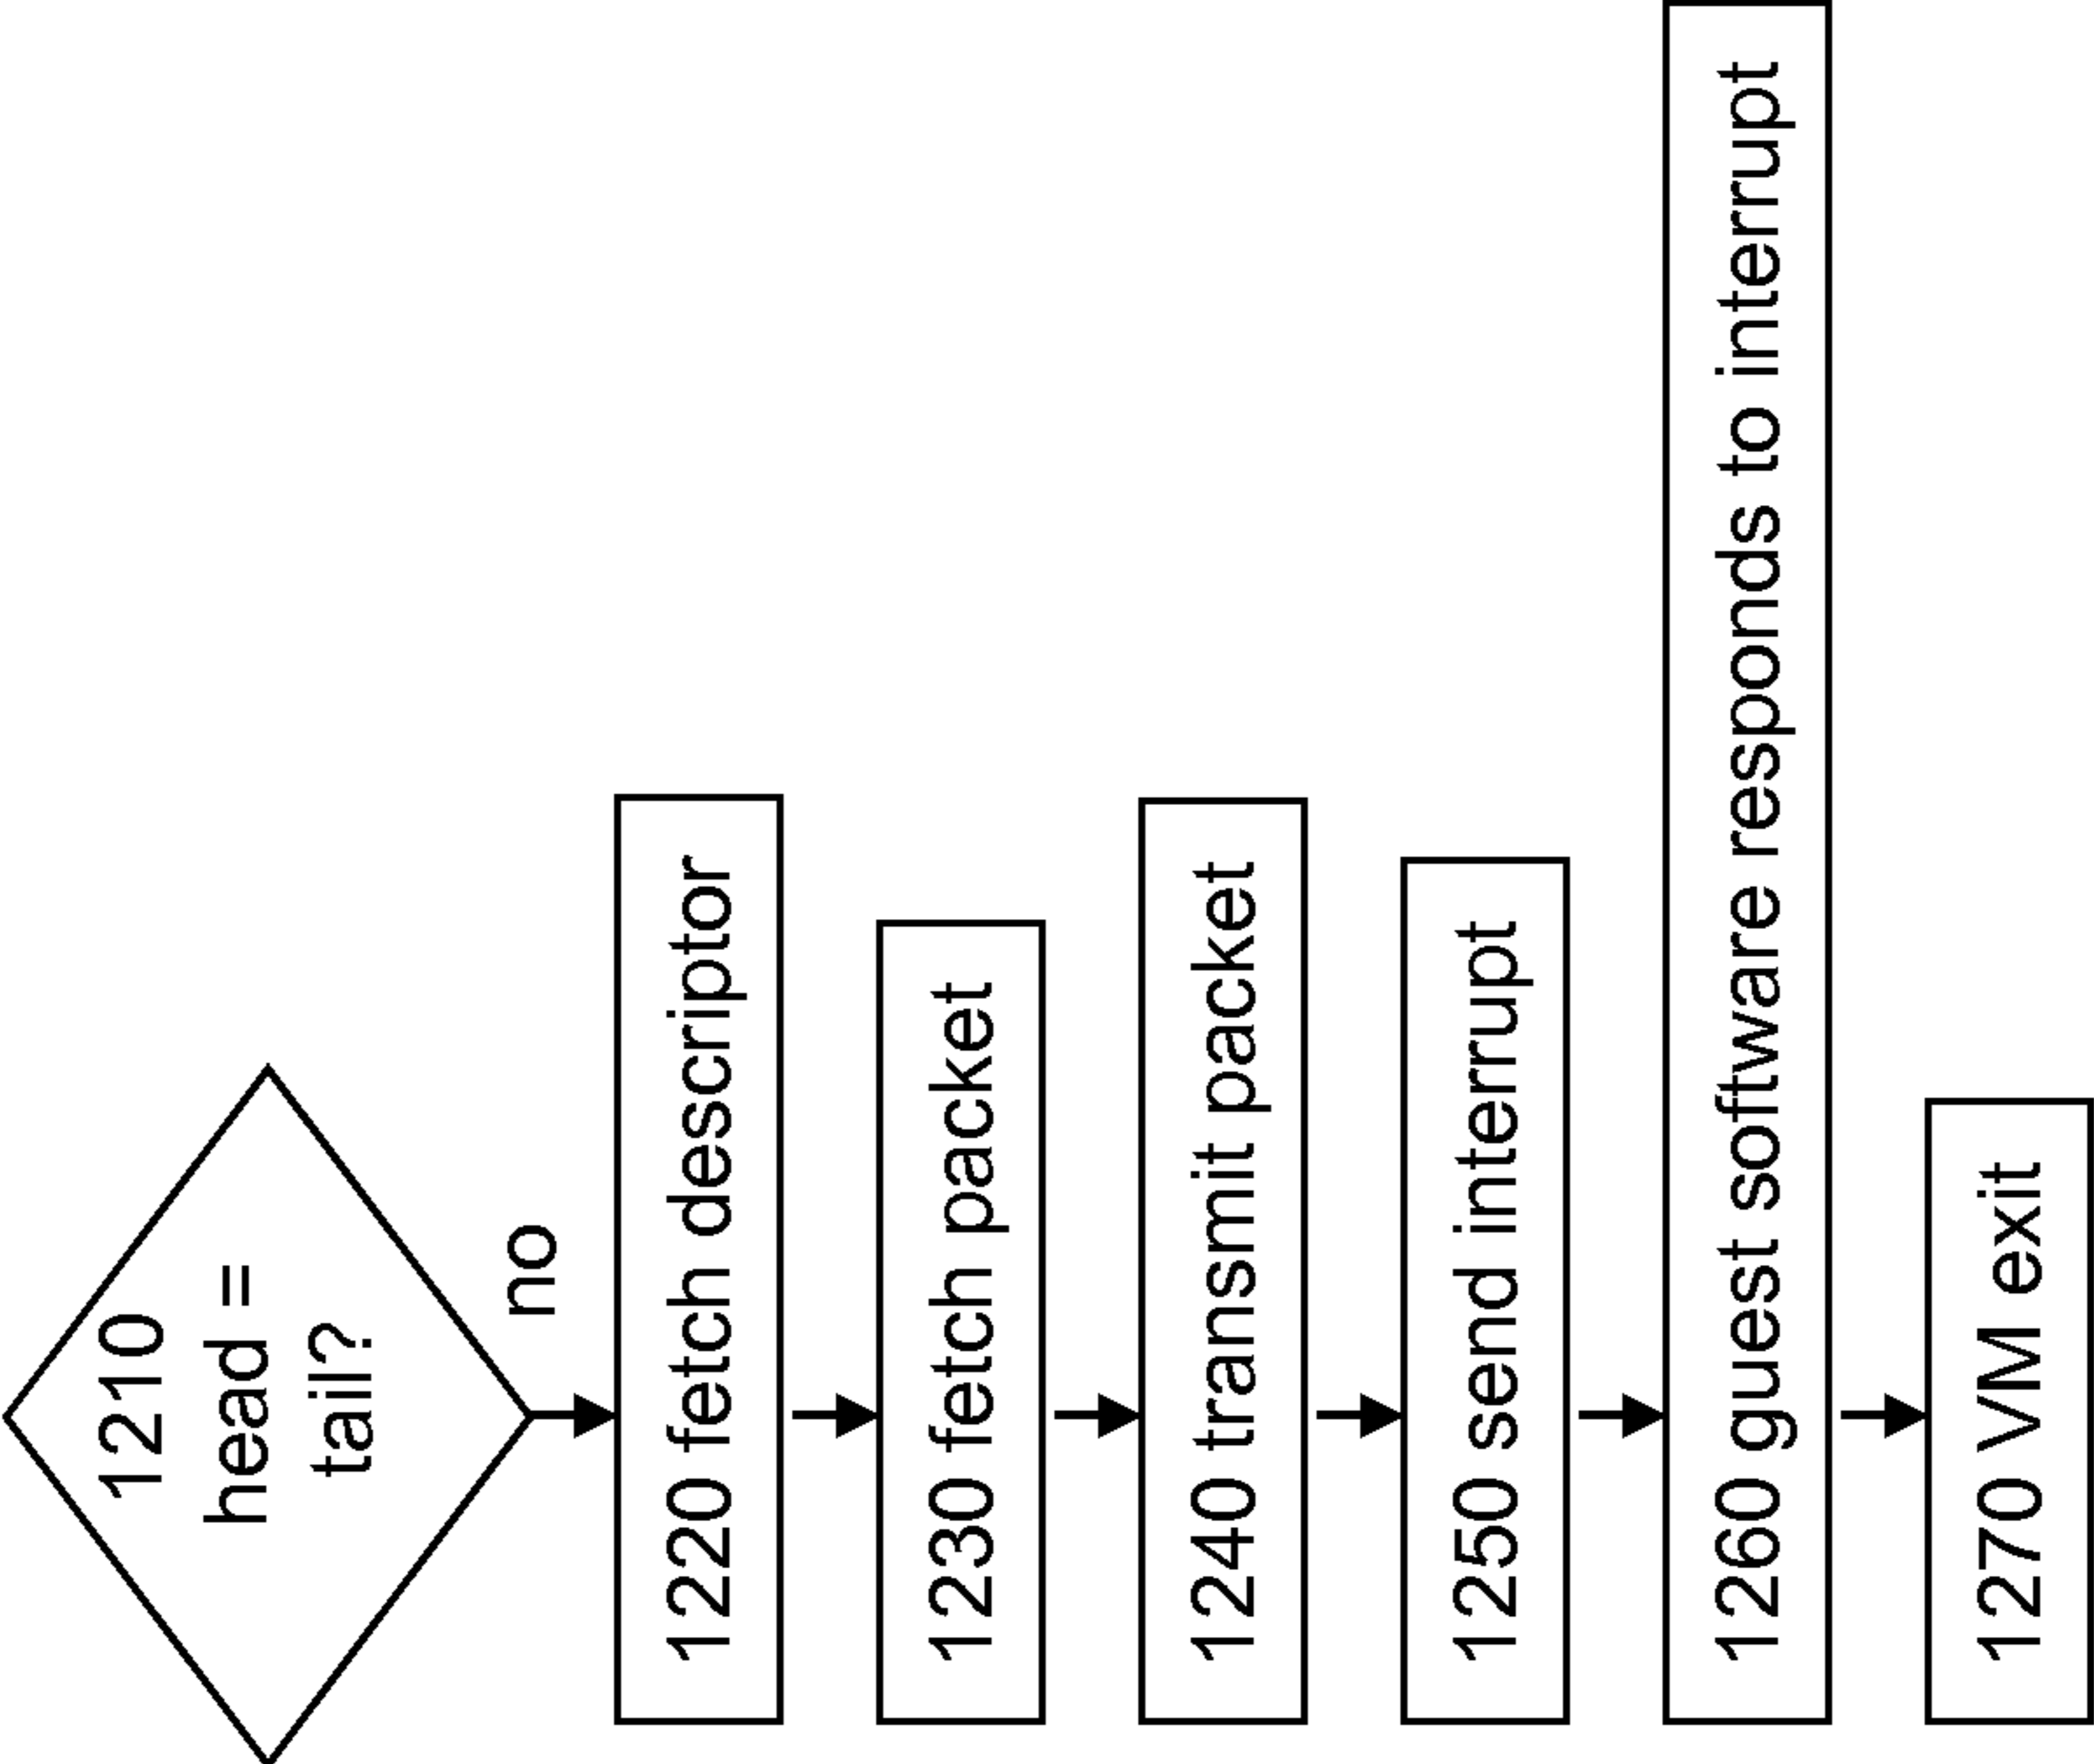 1210
head =
tail?
no
1220 fetch descriptor
1230 fetch packet
1240 transmit packet
1250 send interrupt
1260 guest software responds to interrupt
1270 VM exit